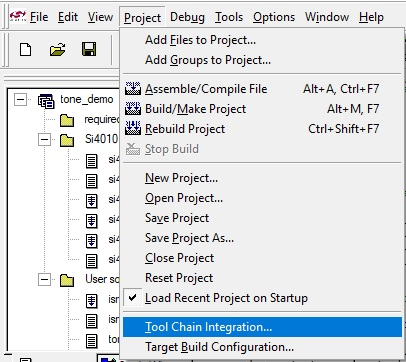 File Edit View Project Debug Tools Options Window Help
Add Files to Project...
Add Groups to Project...
Assemble/Compile File Alt+A, Ctrl+F7
Build/Make Project Alt+M, F7
Rebuild Project Ctrl+Shift+F7
Stop Build
New Project...
Open Project...
Save Project
Save Project As...
Close Project
Reset Project
Load Recent Project on Startup
Tool Chain Integration...
Target Build Configuration...
tone_demo
required
Si4010
si4
si4
si4
si4
si4
si4
User so
isr
isr
ton